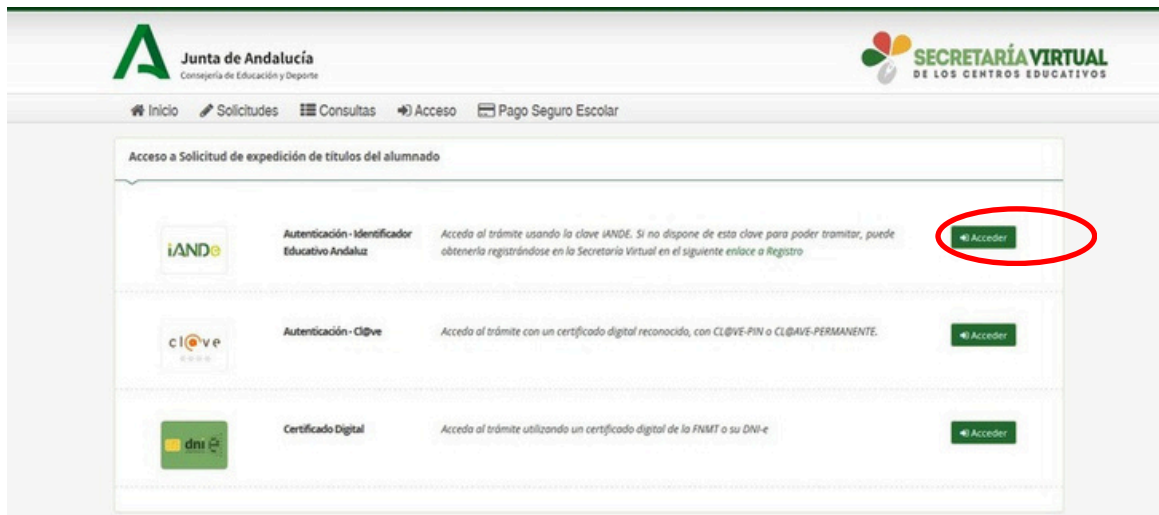 Junta de Andalucía
Consejería de Educación y Deporte
SECRETARÍA VIRTUAL
DE LOS CENTROS EDUCATIVOS
Inicio Solicitudes Consultas Acceso Pago Seguro Escolar
Acceso a Solicitud de expedición de títulos del alumnado
iANDe
Autenticación - Identificador
Educativo Andaluz
Acceda al trámite usando la clave iANDE. Si no dispone de esta clave para poder tramitar, puede
obtenerla registrándose en la Secretaría Virtual en el siguiente enlace a Registro
Acceder
cl@ve
Autenticación - Cl@ve
Acceda al trámite con un certificado digital reconocido, con CL@VE-PIN o CL@AVE-PERMANENTE.
Acceder
dni e
Certificado Digital
Acceda al trámite utilizando un certificado digital de la FNMT o su DNI-e
Acceder